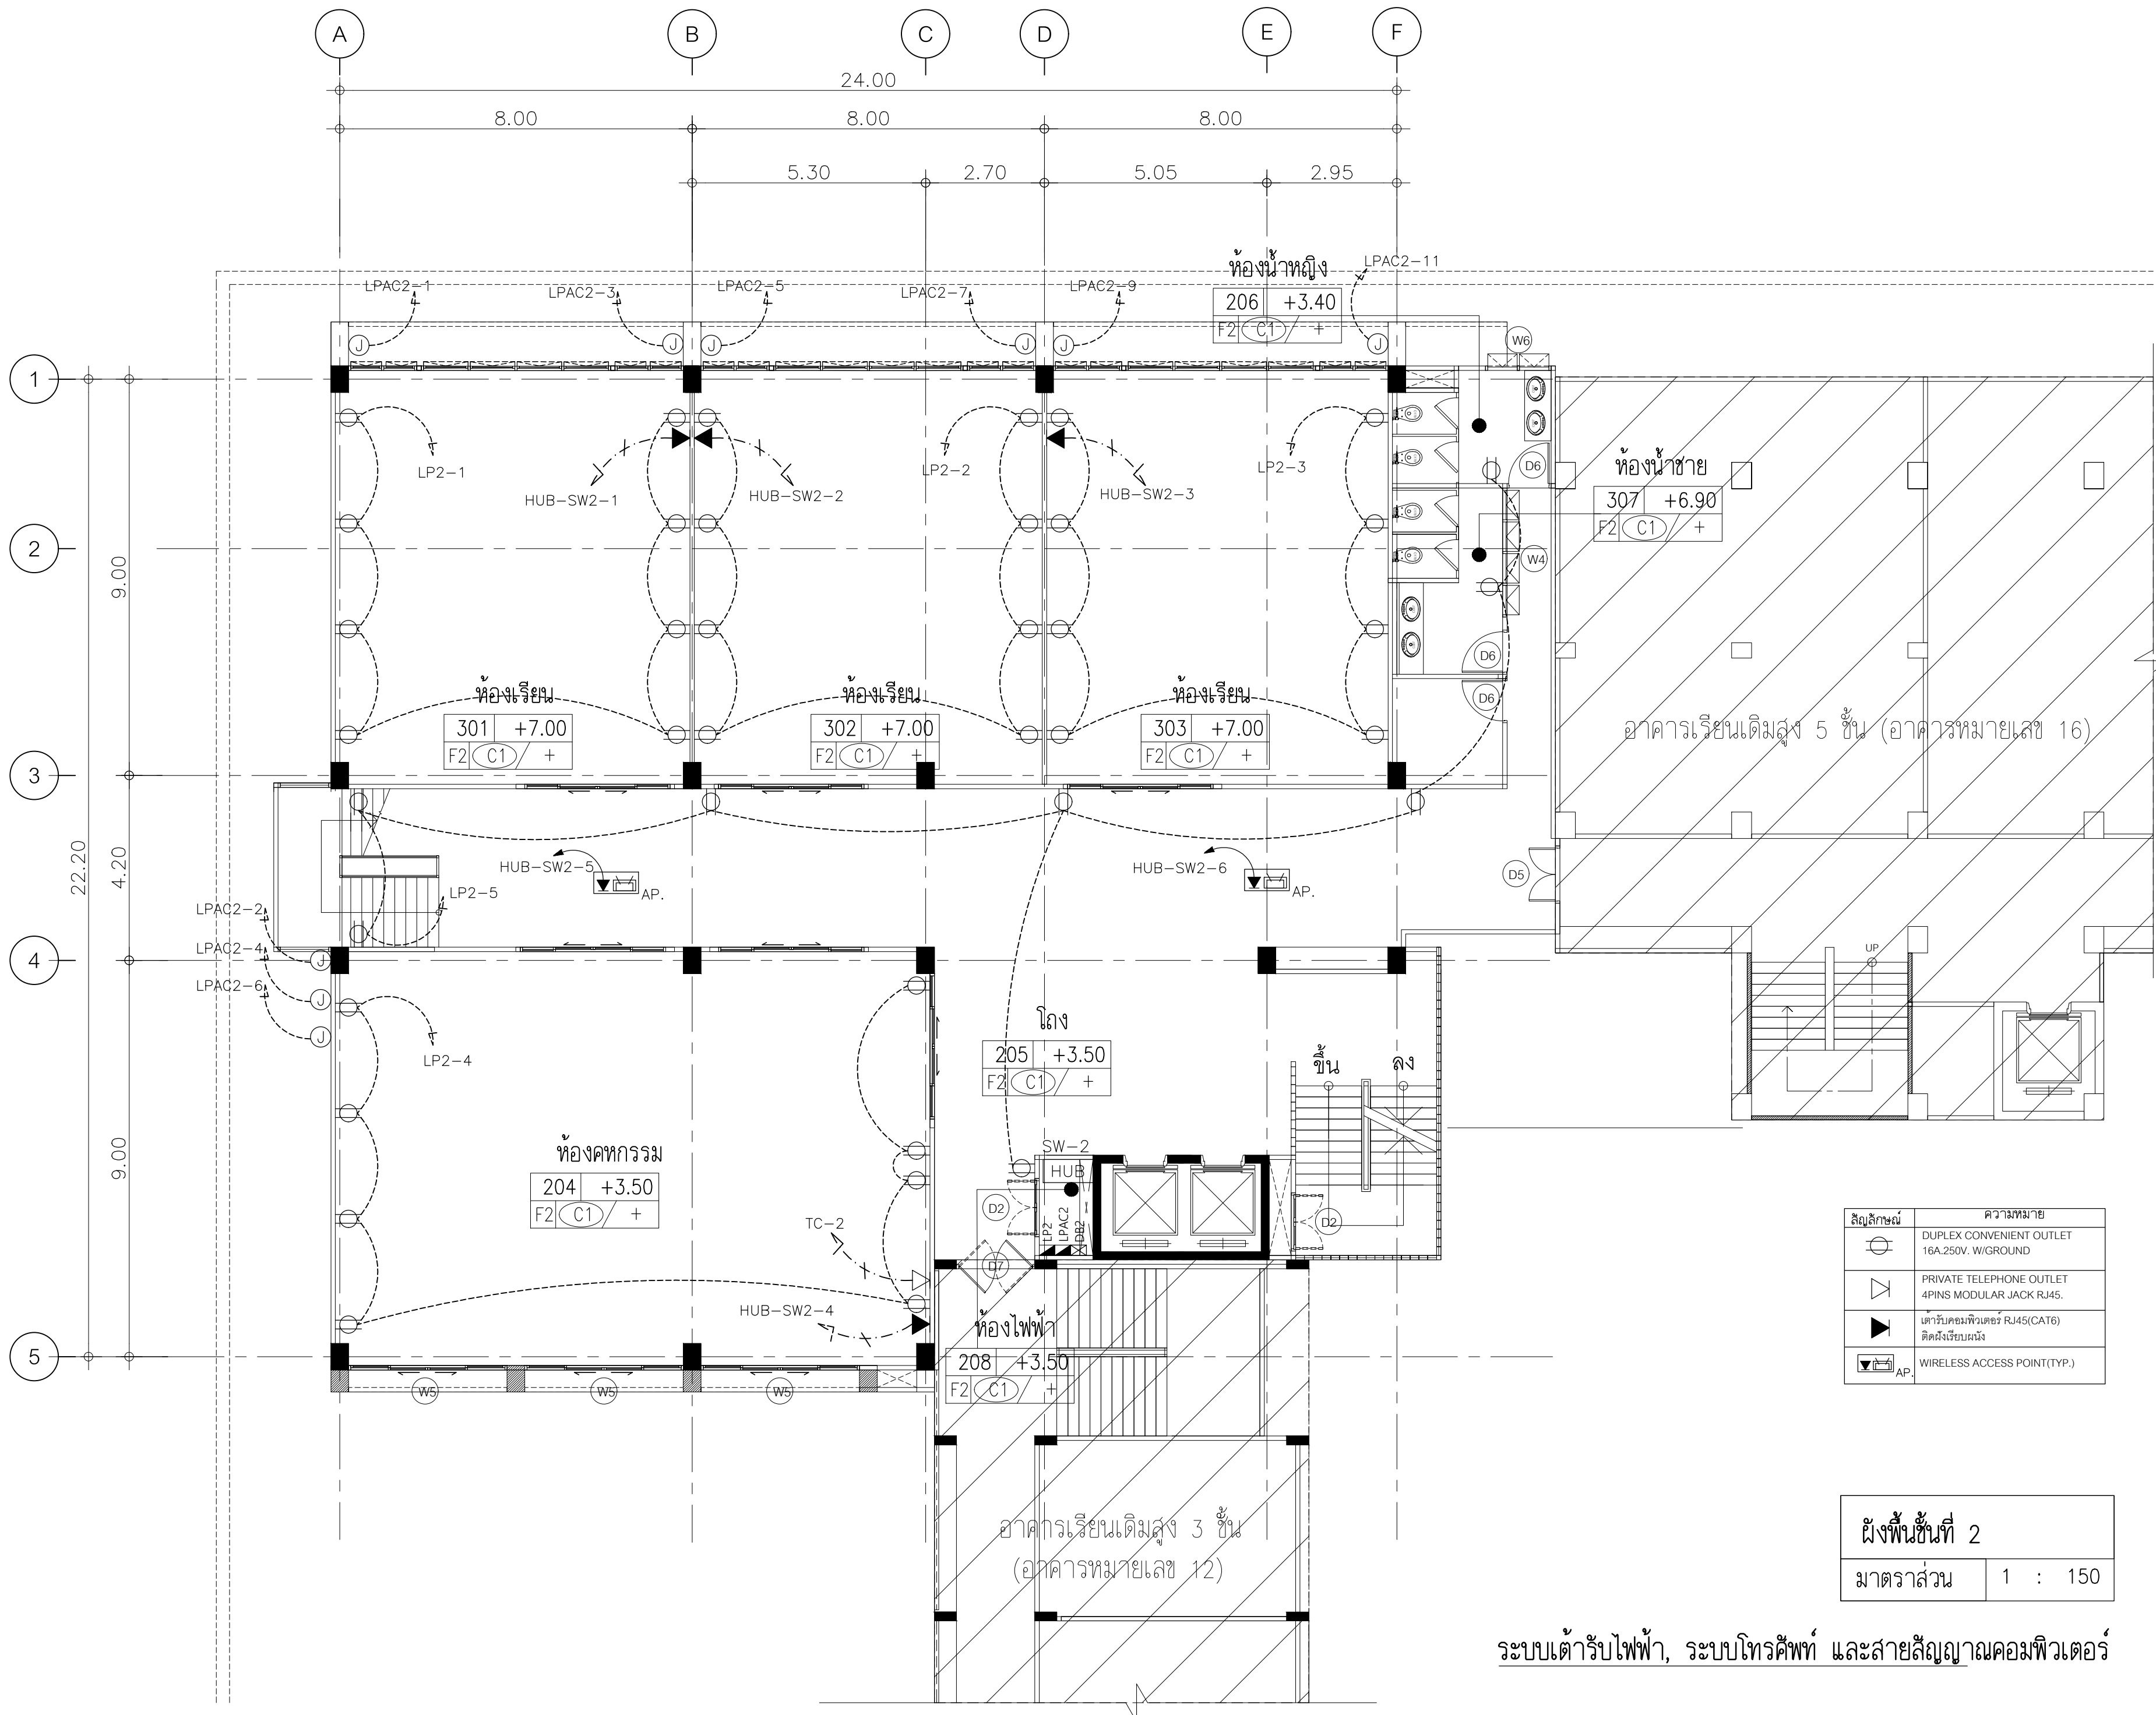 A B C D E F
24.00
8.00 8.00 8.00
5.30 2.70 5.05 2.95
ห้องน้ำหญิง
206 +3.40
F2 C1 / +
LPAC2-1 LPAC2-3 LPAC2-5 LPAC2-7 LPAC2-9 LPAC2-11
J J J J J J
W6
1
LP2-1 LP2-2 LP2-3
HUB-SW2-1 HUB-SW2-2 HUB-SW2-3
D6
ห้องน้ำชาย
307 +6.90
F2 C1 / +
2
W4
9.00
D6
D6
ห้องเรียน ห้องเรียน ห้องเรียน
301 +7.00 302 +7.00 303 +7.00
F2 C1 / + F2 C1 / + F2 C1 / +
อาคารเรียนเดิมสูง 5 ชั้น (อาคารหมายเลข 16)
3
22.20
4.20
HUB-SW2-5 HUB-SW2-6
AP. AP.
D5
LP2-5
LPAC2-2
LPAC2-4
LPAC2-6
J
J
J
4
UP
LP2-4
โถง
205 +3.50
F2 C1 / +
ขึ้น ลง
9.00
ห้องคหกรรม
204 +3.50
F2 C1 / +
SW-2
HUB
D2 D2
LP2
LPAC2
DB2
TC-2
D7
HUB-SW2-4
ห้องไฟฟ้า
208 +3.50
F2 C1 / +
5
W5 W5 W5
สัญลักษณ์ ความหมาย
DUPLEX CONVENIENT OUTLET
16A.250V. W/GROUND
PRIVATE TELEPHONE OUTLET
4PINS MODULAR JACK RJ45.
เต้ารับคอมพิวเตอร์ RJ45(CAT6)
ติดฝังเรียบผนัง
AP. WIRELESS ACCESS POINT(TYP.)
อาคารเรียนเดิมสูง 3 ชั้น
(อาคารหมายเลข 12)
ผังพื้นชั้นที่ 2
มาตราส่วน 1 : 150
ระบบเต้ารับไฟฟ้า, ระบบโทรศัพท์ และสายสัญญาณคอมพิวเตอร์